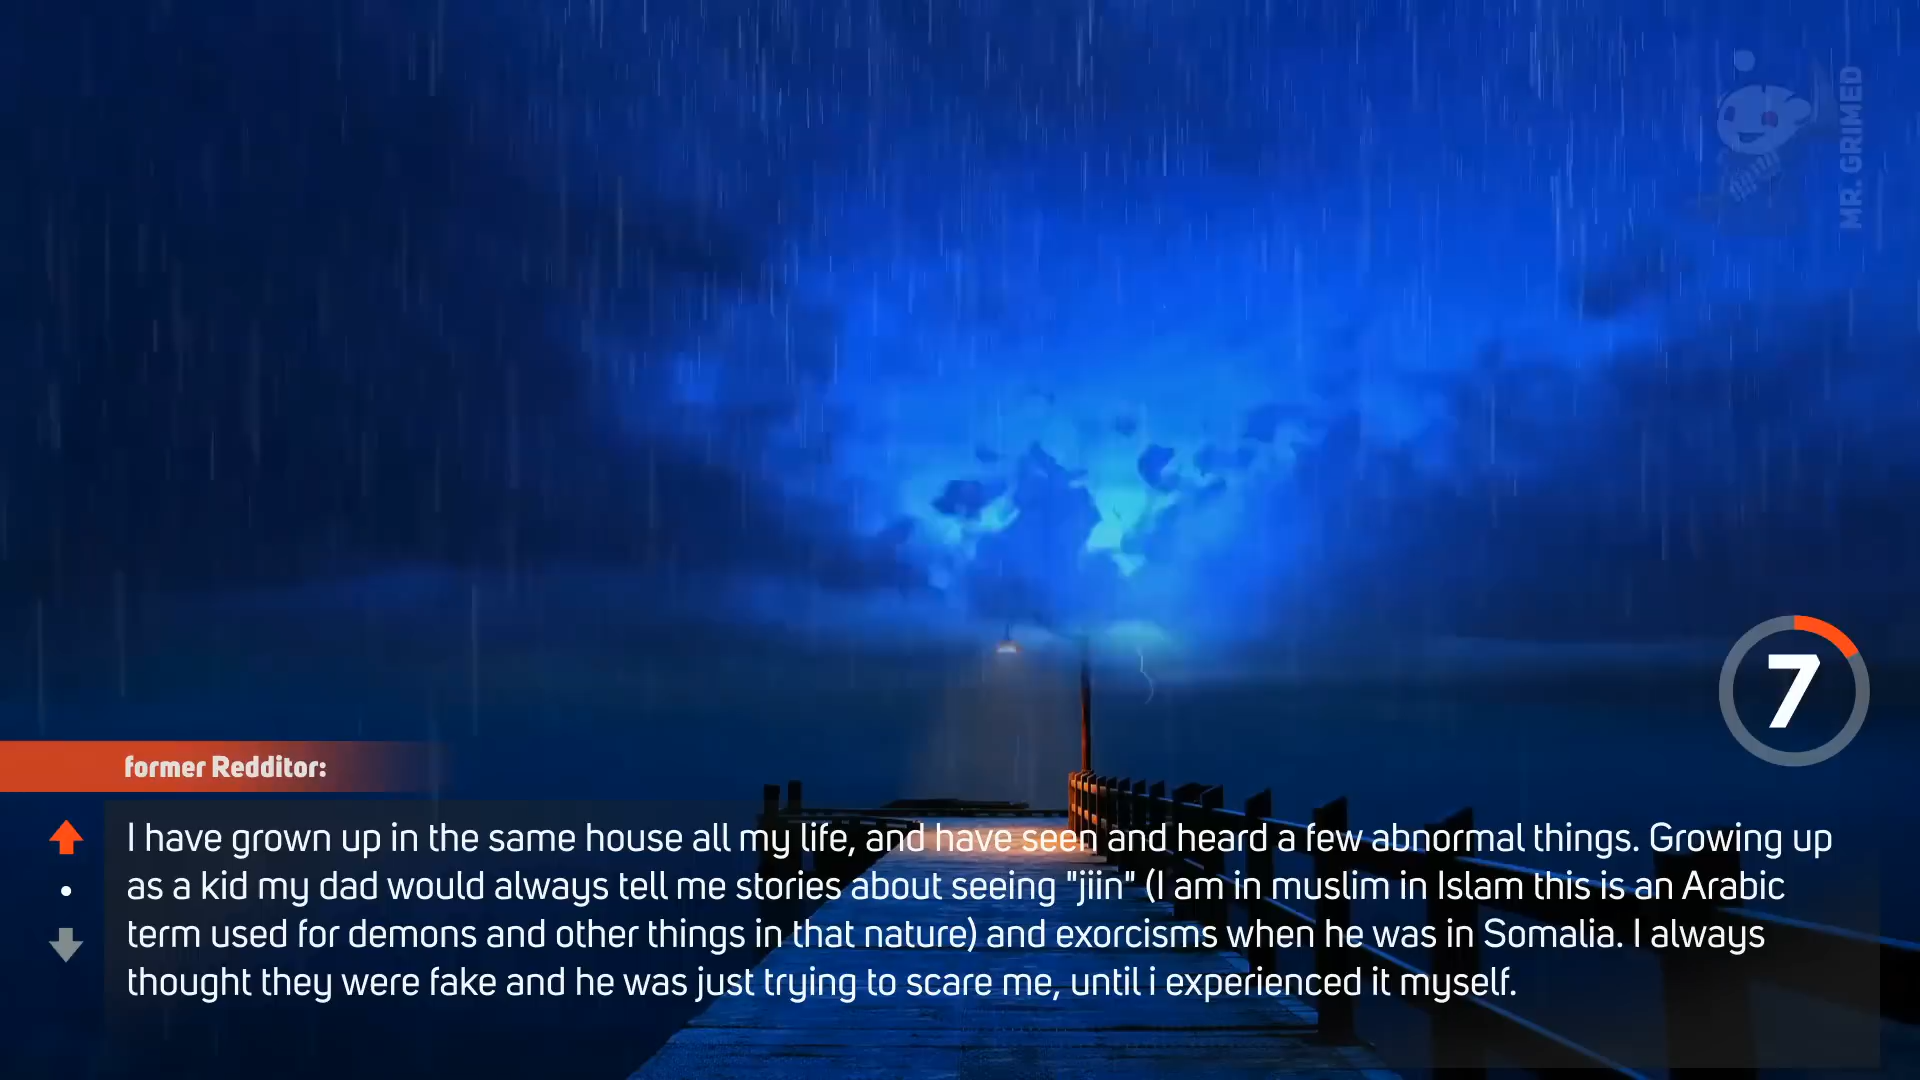 MR. GRIMED
7
former Redditor:
I have grown up in the same house all my life, and have seen and heard a few abnormal things. Growing up
as a kid my dad would always tell me stories about seeing "jiin" (I am in muslim in Islam this is an Arabic
term used for demons and other things in that nature) and exorcisms when he was in Somalia. I always
thought they were fake and he was just trying to scare me, until i experienced it myself.